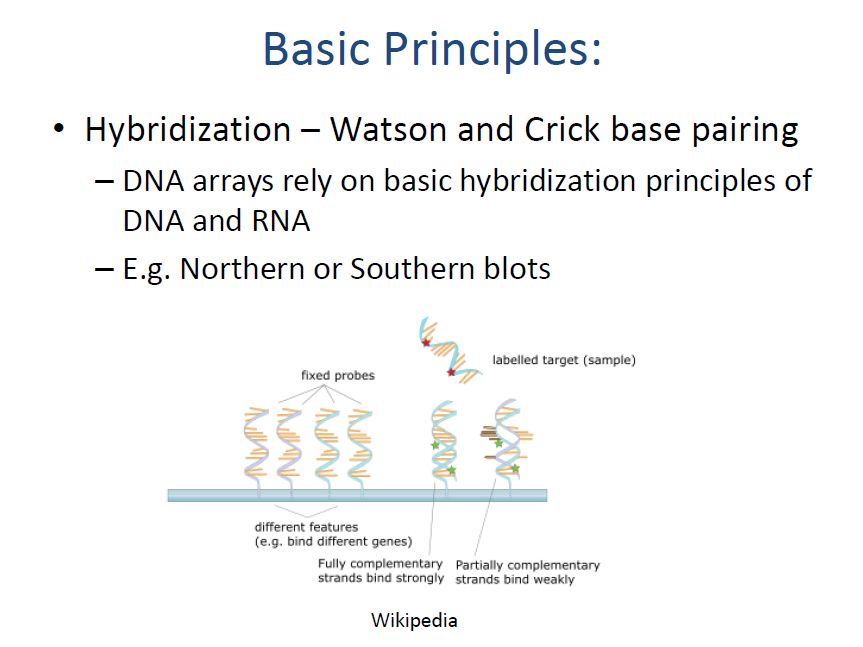 Basic Principles:
• Hybridization – Watson and Crick base pairing
– DNA arrays rely on basic hybridization principles of
DNA and RNA
– E.g. Northern or Southern blots
labelled target (sample)
fixed probes
different features
(e.g. bind different genes)
Fully complementary
strands bind strongly
Partially complementary
strands bind weakly
Wikipedia